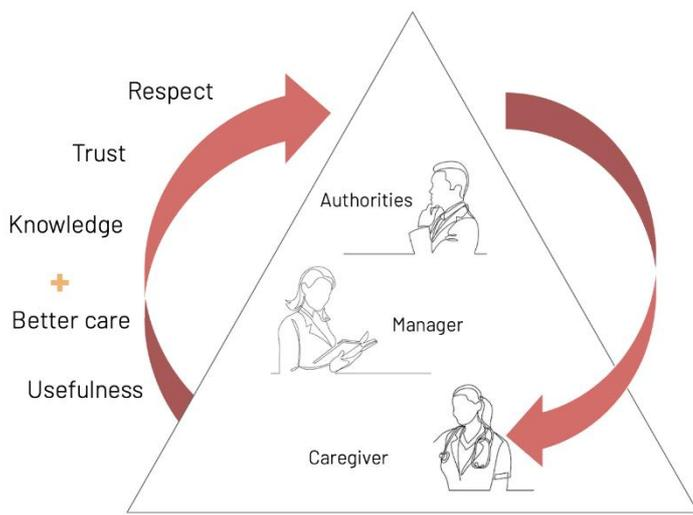 Respect
Trust
Knowledge
+
Better care
Usefulness
Authorities
Manager
Caregiver